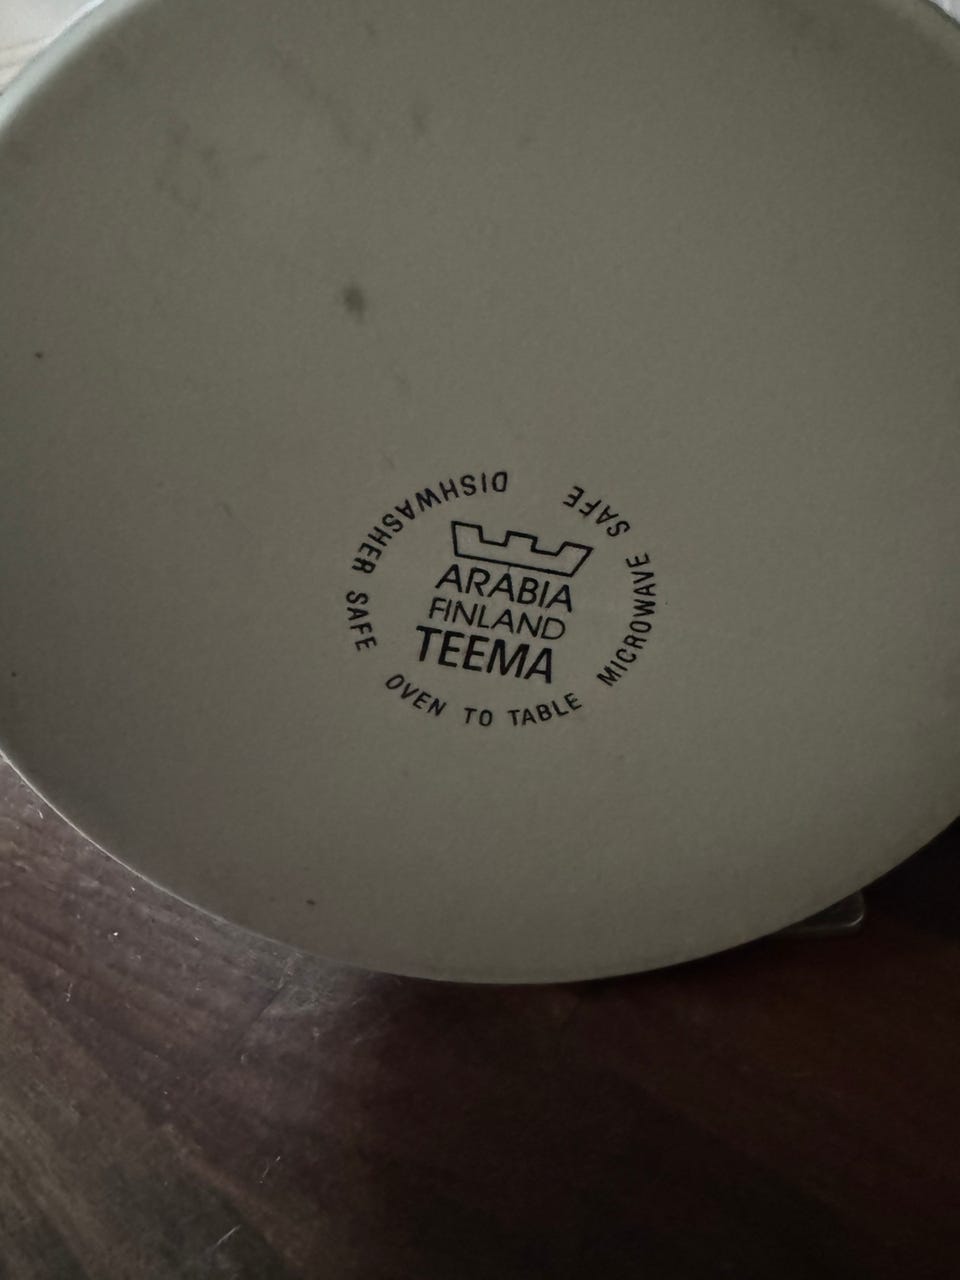 ARABIA
FINLAND
TEEMA
DISHWASHER SAFE
OVEN TO TABLE
MICROWAVE SAFE